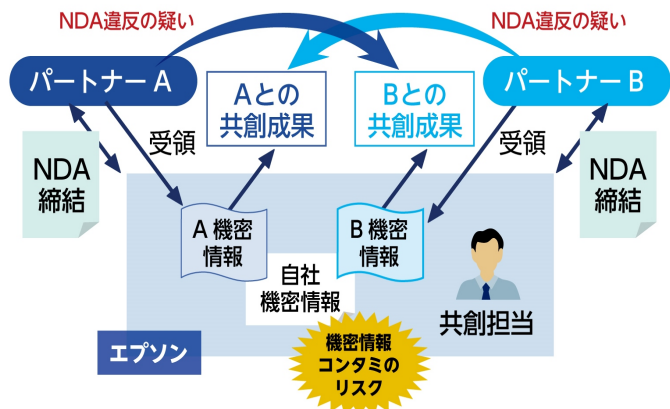 NDA違反の疑い
NDA違反の疑い
パートナー A
Aとの
共創成果
Bとの
共創成果
パートナー B
NDA
締結
受領
受領
NDA
締結
A 機密
情報
B 機密
情報
自社
機密情報
共創担当
エプソン
機密情報
コンタミの
リスク